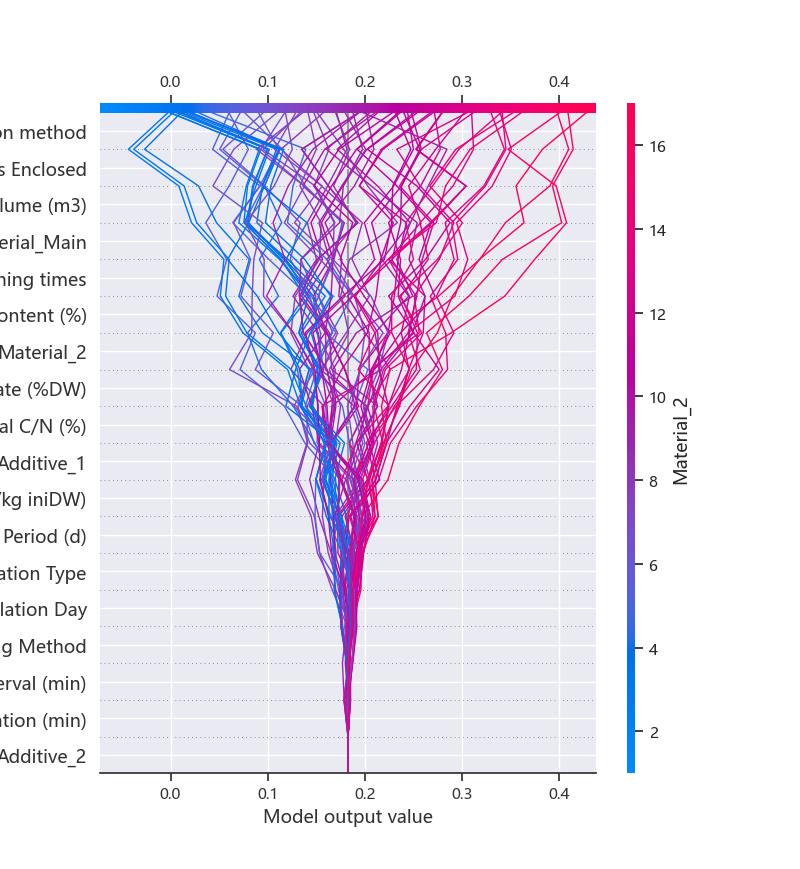 0.0 0.1 0.2 0.3 0.4
on method
s Enclosed
lume (m3)
erial_Main
ning times
ontent (%)
Material_2
ate (%DW)
al C/N (%)
Additive_1
/kg iniDW)
Period (d)
ation Type
lation Day
g Method
erval (min)
ation (min)
Additive_2
0.0 0.1 0.2 0.3 0.4
Model output value
16
14
12
10
8
6
4
2
Material_2